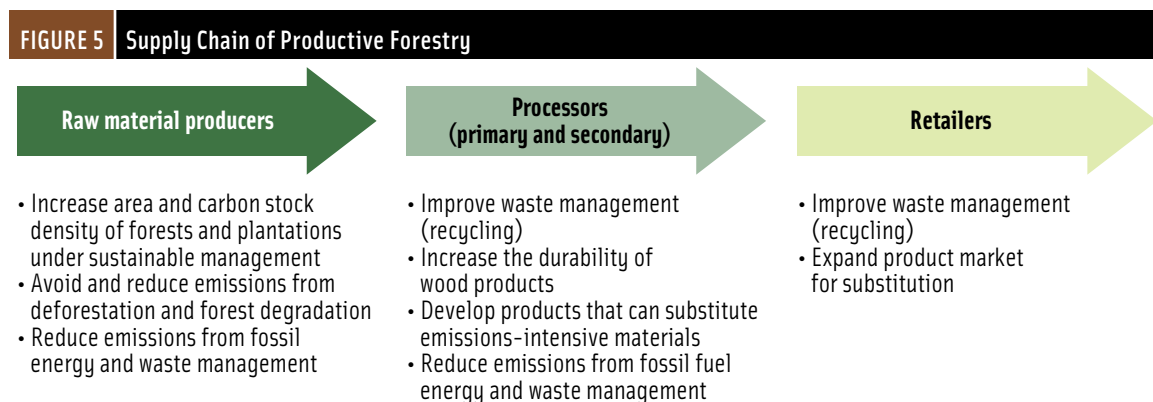 FIGURE 5 Supply Chain of Productive Forestry
Raw material producers
• Increase area and carbon stock
density of forests and plantations
under sustainable management
• Avoid and reduce emissions from
deforestation and forest degradation
• Reduce emissions from fossil
energy and waste management
Processors
(primary and secondary)
• Improve waste management
(recycling)
• Increase the durability of
wood products
• Develop products that can substitute
emissions-intensive materials
• Reduce emissions from fossil fuel
energy and waste management
Retailers
• Improve waste management
(recycling)
• Expand product market
for substitution